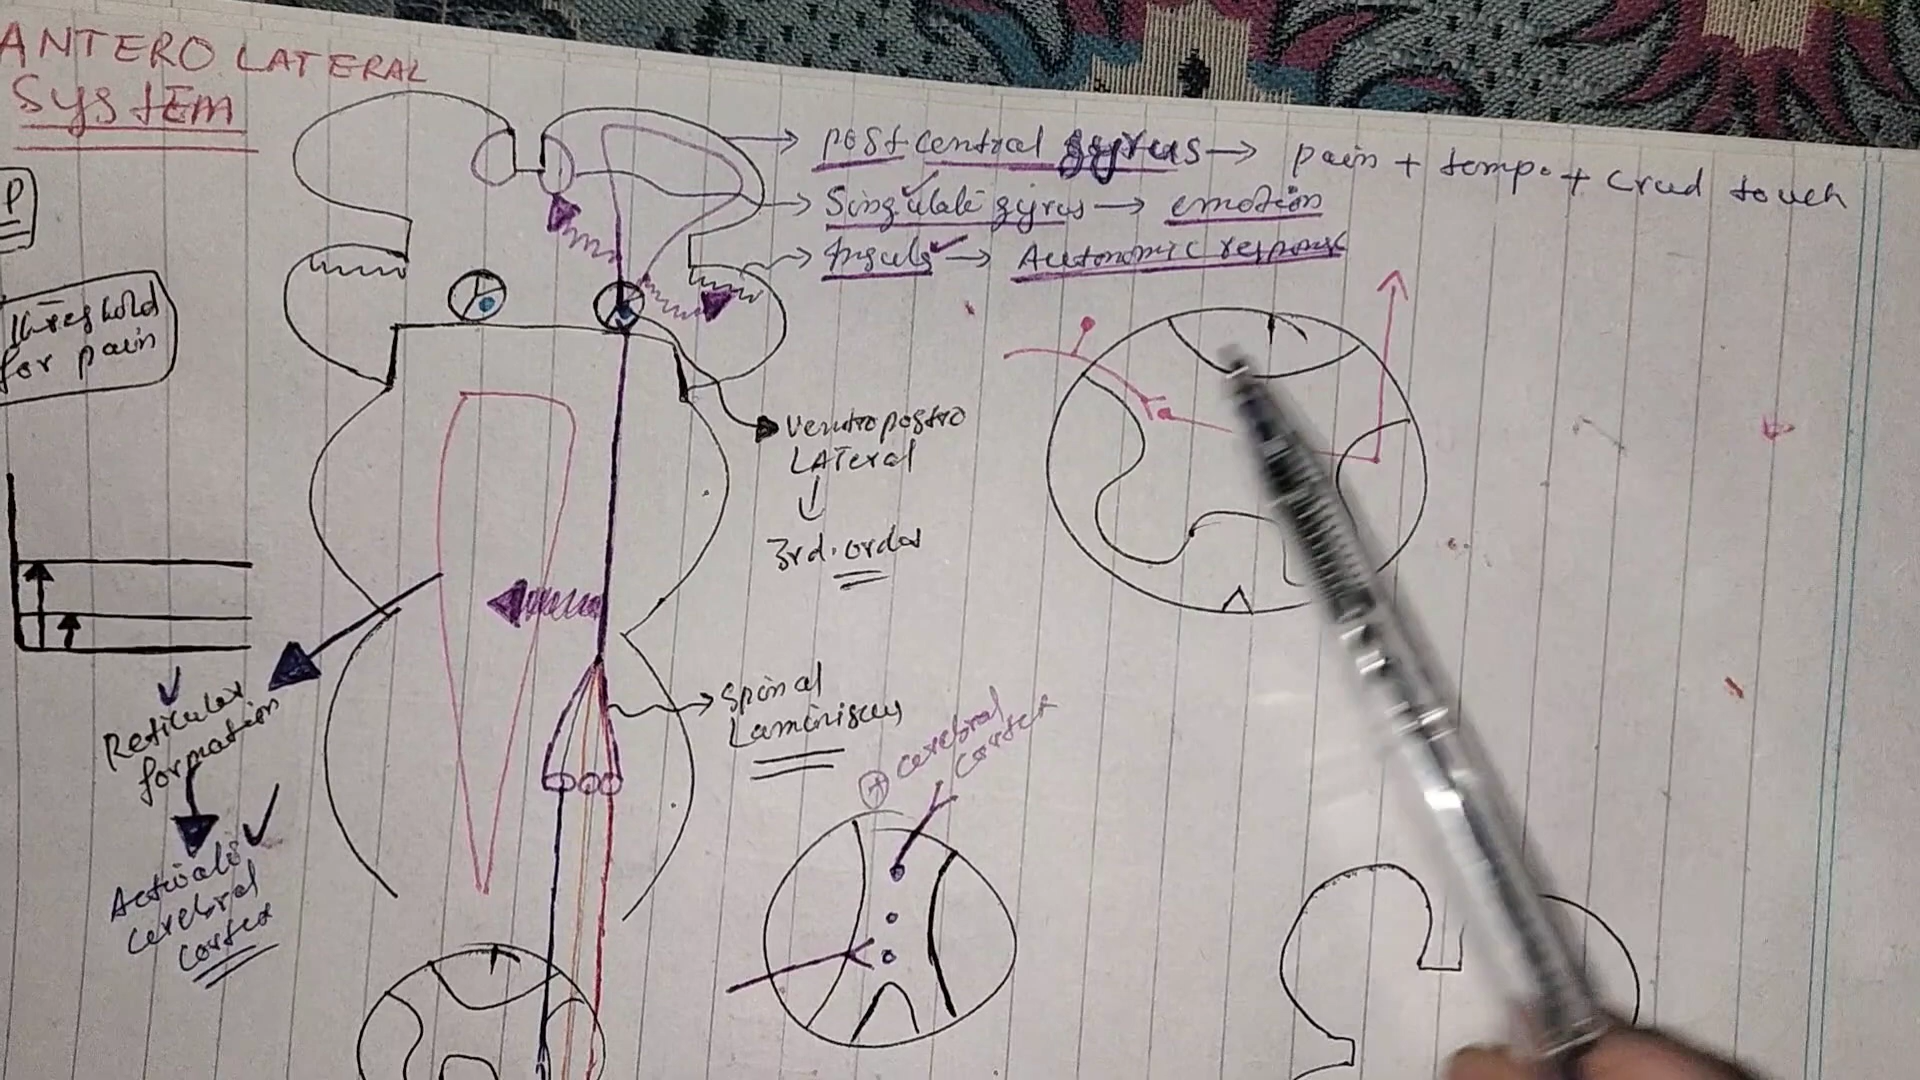 ANTERO LATERAL
SYSTEM
P
threshold
for pain
post central gyrus → pain + temp. + crud touch
Singulate gyrus → emotion
Insula → Autonomic response
Ventropostro
LATeral
↓
3rd. order
Reticular
formation
Activate
cerebral
cortex
Spinal
Laminiscus
+ cerebral
cortex